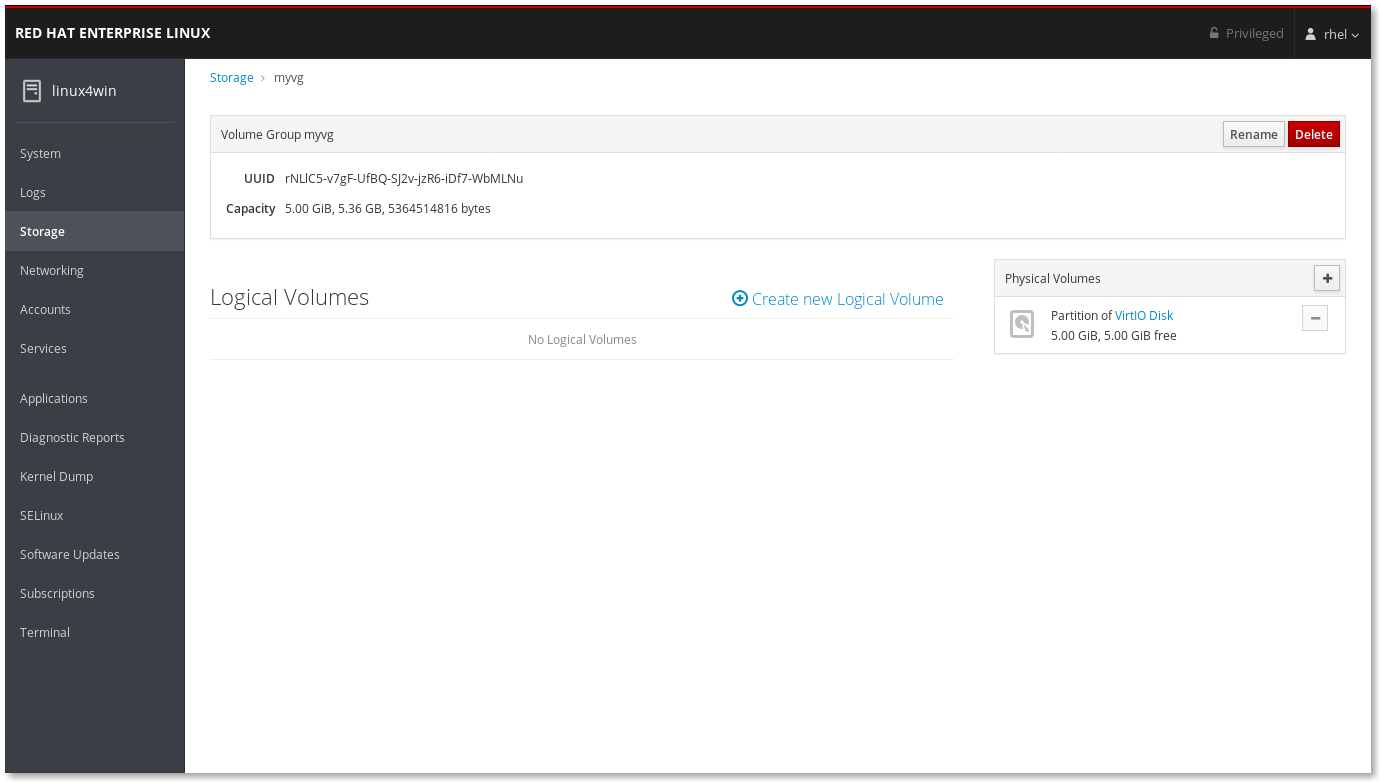 RED HAT ENTERPRISE LINUX
Privileged
rhel
linux4win
System
Logs
Storage
Networking
Accounts
Services
Applications
Diagnostic Reports
Kernel Dump
SELinux
Software Updates
Subscriptions
Terminal
Storage > myvg
Volume Group myvg
Rename
Delete
UUID rNLlC5-v7gF-UfBQ-SJ2v-jzR6-iDf7-WbMLNu
Capacity 5.00 GiB, 5.36 GB, 5364514816 bytes
Logical Volumes
Create new Logical Volume
No Logical Volumes
Physical Volumes
Partition of VirtIO Disk
5.00 GiB, 5.00 GiB free